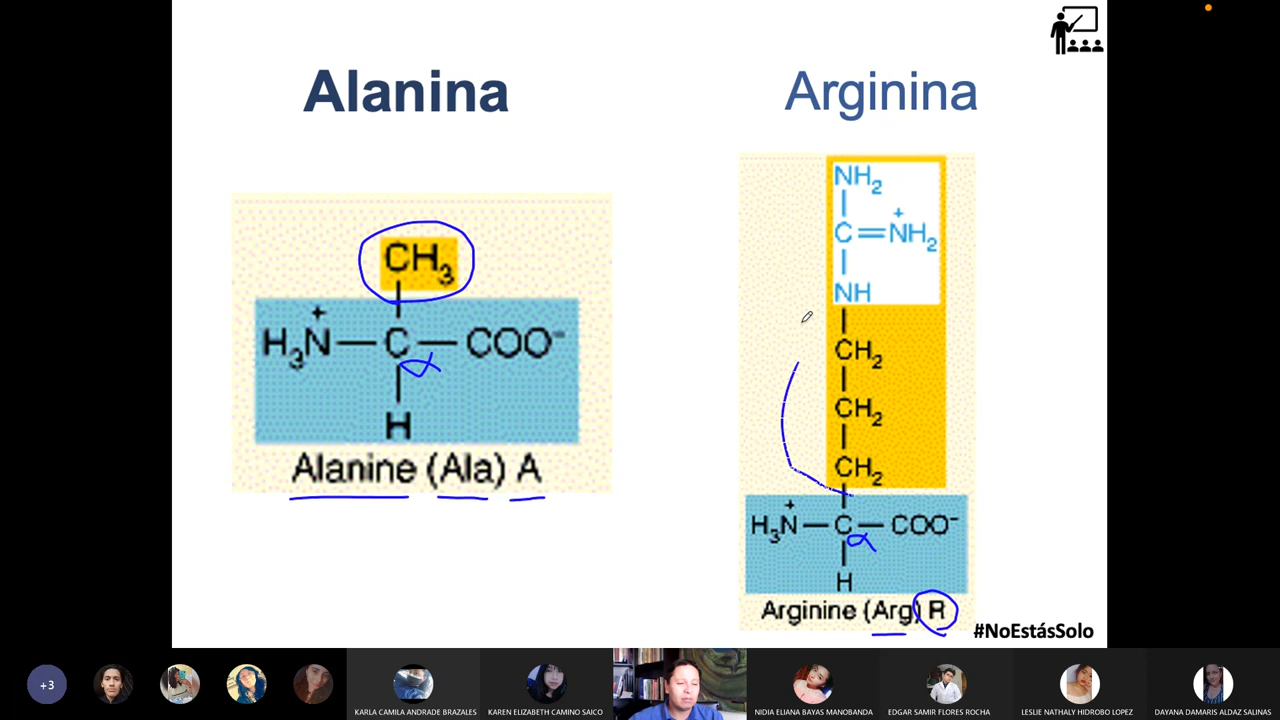 Alanina
CH3
H3N+—C—COO-
α
H
Alanine (Ala) A
Arginina
NH2
C=NH2+
NH
CH2
CH2
CH2
H3N+—C—COO-
α
H
Arginine (Arg) R
#NoEstásSolo
+3
KARLA CAMILA ANDRADE BRAZALES
KAREN ELIZABETH CAMINO SAICO
NIDIA ELIANA BAYAS MANOBANDA
EDGAR SAMIR FLORES ROCHA
LESLIE NATHALY HIDROBO LOPEZ
DAYANA DAMARIS ALDAZ SALINAS